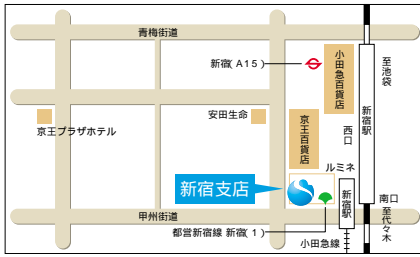 青梅街道
新宿(A15)
小田急百貨店
至池袋
新宿駅
安田生命
京王プラザホテル
京王百貨店
西口
ルミネ
新宿支店
新宿駅
南口
甲州街道
至代々木
都営新宿線 新宿(1)
小田急線